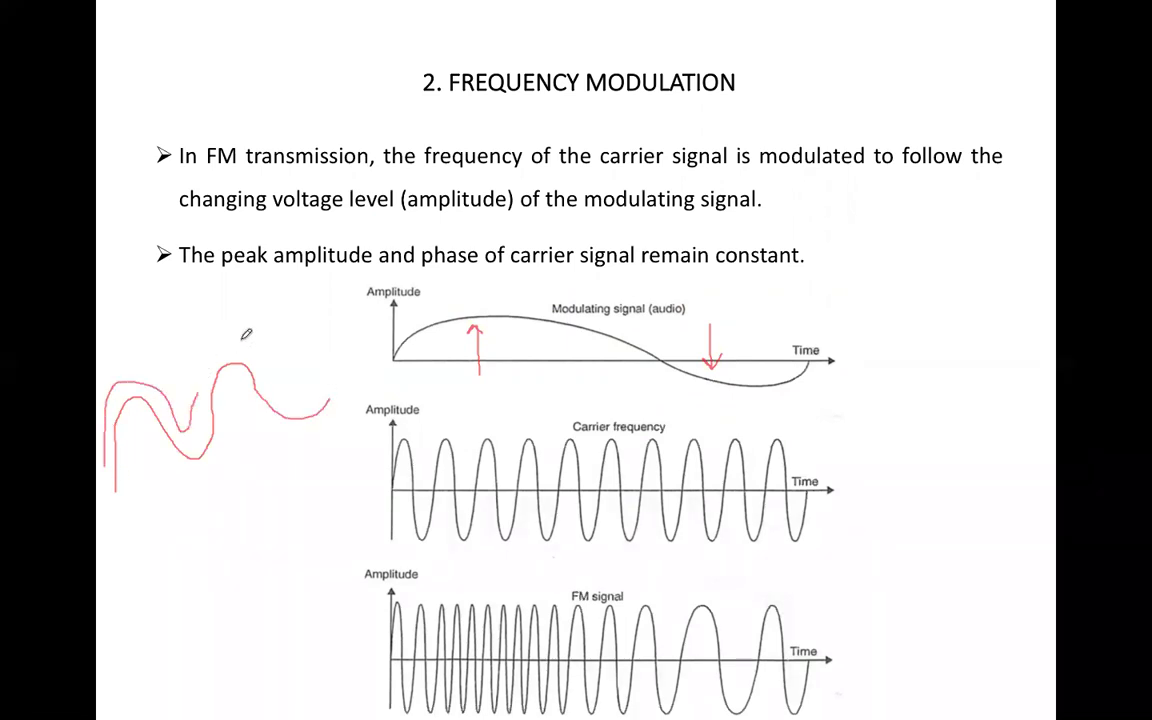 2. FREQUENCY MODULATION
➢ In FM transmission, the frequency of the carrier signal is modulated to follow the
changing voltage level (amplitude) of the modulating signal.
➢ The peak amplitude and phase of carrier signal remain constant.
Amplitude
Modulating signal (audio)
Time
Amplitude
Carrier frequency
Time
Amplitude
FM signal
Time